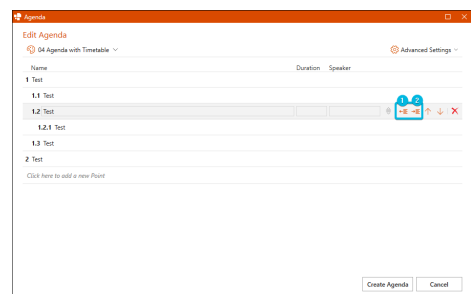 Agenda
Edit Agenda
04 Agenda with Timetable
Advanced Settings
Name Duration Speaker
1 Test
1.1 Test
1 2
1.2 Test
1.2.1 Test
1.3 Test
2 Test
Click here to add a new Point
Create Agenda Cancel